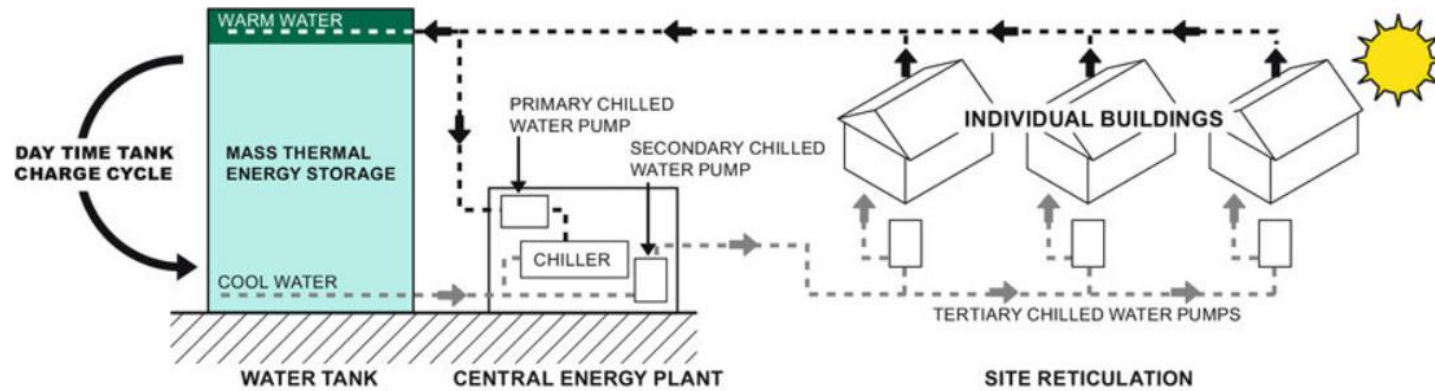 WARM WATER
PRIMARY CHILLED
WATER PUMP
INDIVIDUAL BUILDINGS
DAY TIME TANK
CHARGE CYCLE
MASS THERMAL
ENERGY STORAGE
SECONDARY CHILLED
WATER PUMP
CHILLER
COOL WATER
TERTIARY CHILLED WATER PUMPS
WATER TANK
CENTRAL ENERGY PLANT
SITE RETICULATION